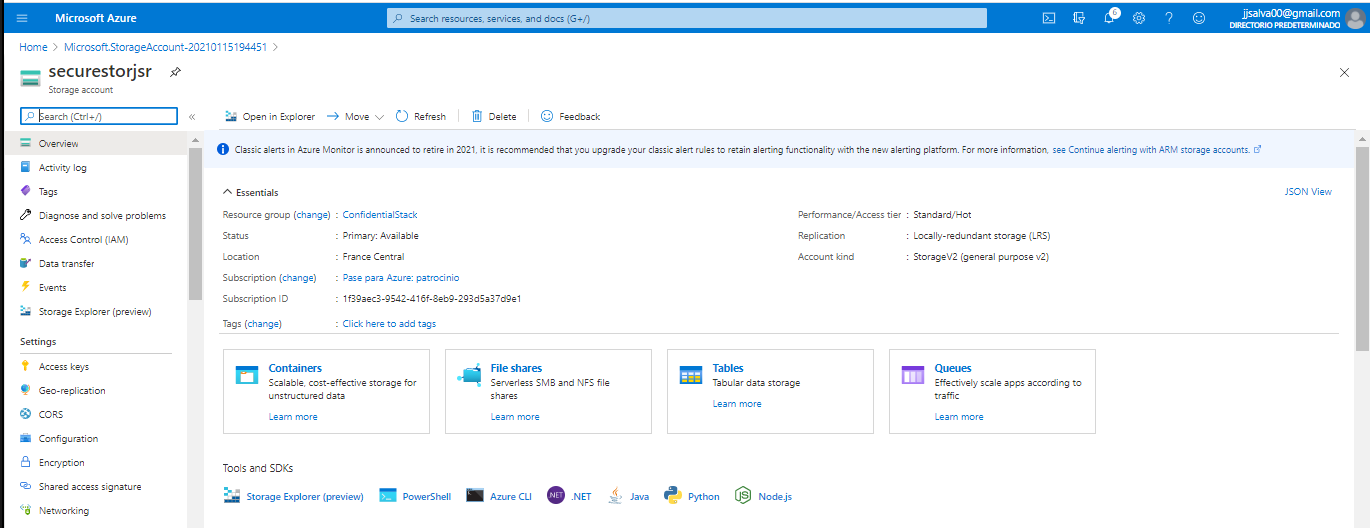 Microsoft Azure
Search resources, services, and docs (G+/)
6
jjsalva00@gmail.com
DIRECTORIO PREDETERMINADO
Home > Microsoft.StorageAccount-20210115194451 >
securestorjsr
Storage account
Search (Ctrl+/)
«
Open in Explorer
Move
Refresh
Delete
Feedback
Overview
Activity log
Tags
Diagnose and solve problems
Access Control (IAM)
Data transfer
Events
Storage Explorer (preview)
Settings
Access keys
Geo-replication
CORS
Configuration
Encryption
Shared access signature
Networking
Classic alerts in Azure Monitor is announced to retire in 2021, it is recommended that you upgrade your classic alert rules to retain alerting functionality with the new alerting platform. For more information, see Continue alerting with ARM storage accounts.
Essentials
JSON View
Resource group (change) : ConfidentialStack
Status : Primary: Available
Location : France Central
Subscription (change) : Pase para Azure: patrocinio
Subscription ID : 1f39aec3-9542-416f-8eb9-293d5a37d9e1
Tags (change) : Click here to add tags
Performance/Access tier : Standard/Hot
Replication : Locally-redundant storage (LRS)
Account kind : StorageV2 (general purpose v2)
Containers
Scalable, cost-effective storage for
unstructured data
Learn more
File shares
Serverless SMB and NFS file
shares
Learn more
Tables
Tabular data storage
Learn more
Queues
Effectively scale apps according to
traffic
Learn more
Tools and SDKs
Storage Explorer (preview)
PowerShell
Azure CLI
.NET
.NET
Java
Python
Node.js